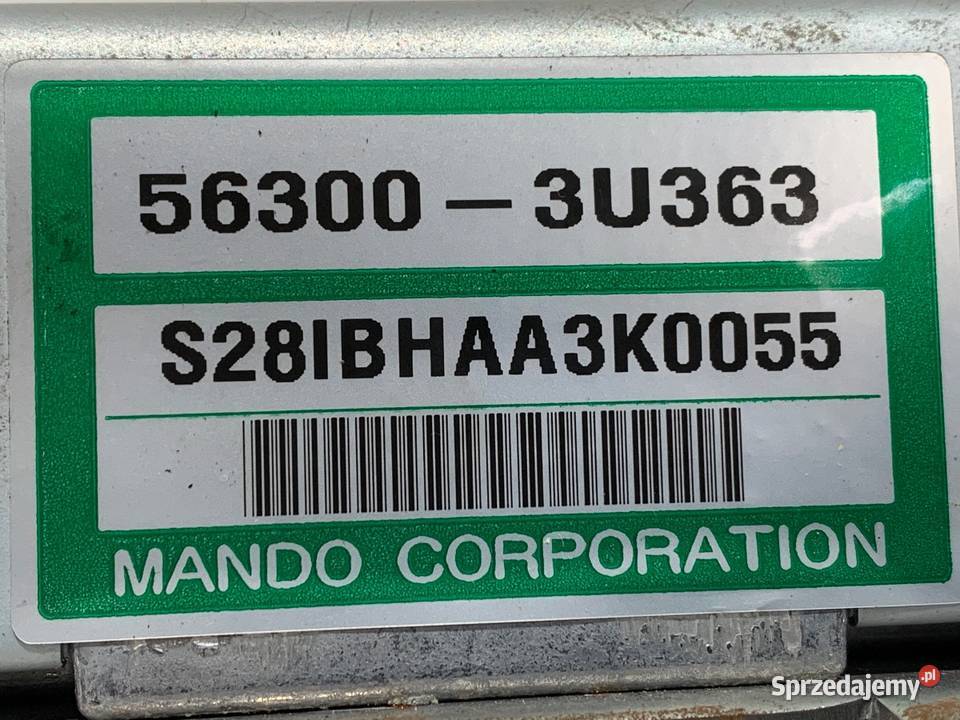 56300-3U363
S28IBHAA3K0055
MANDO CORPORATION
Sprzedajemy.pl